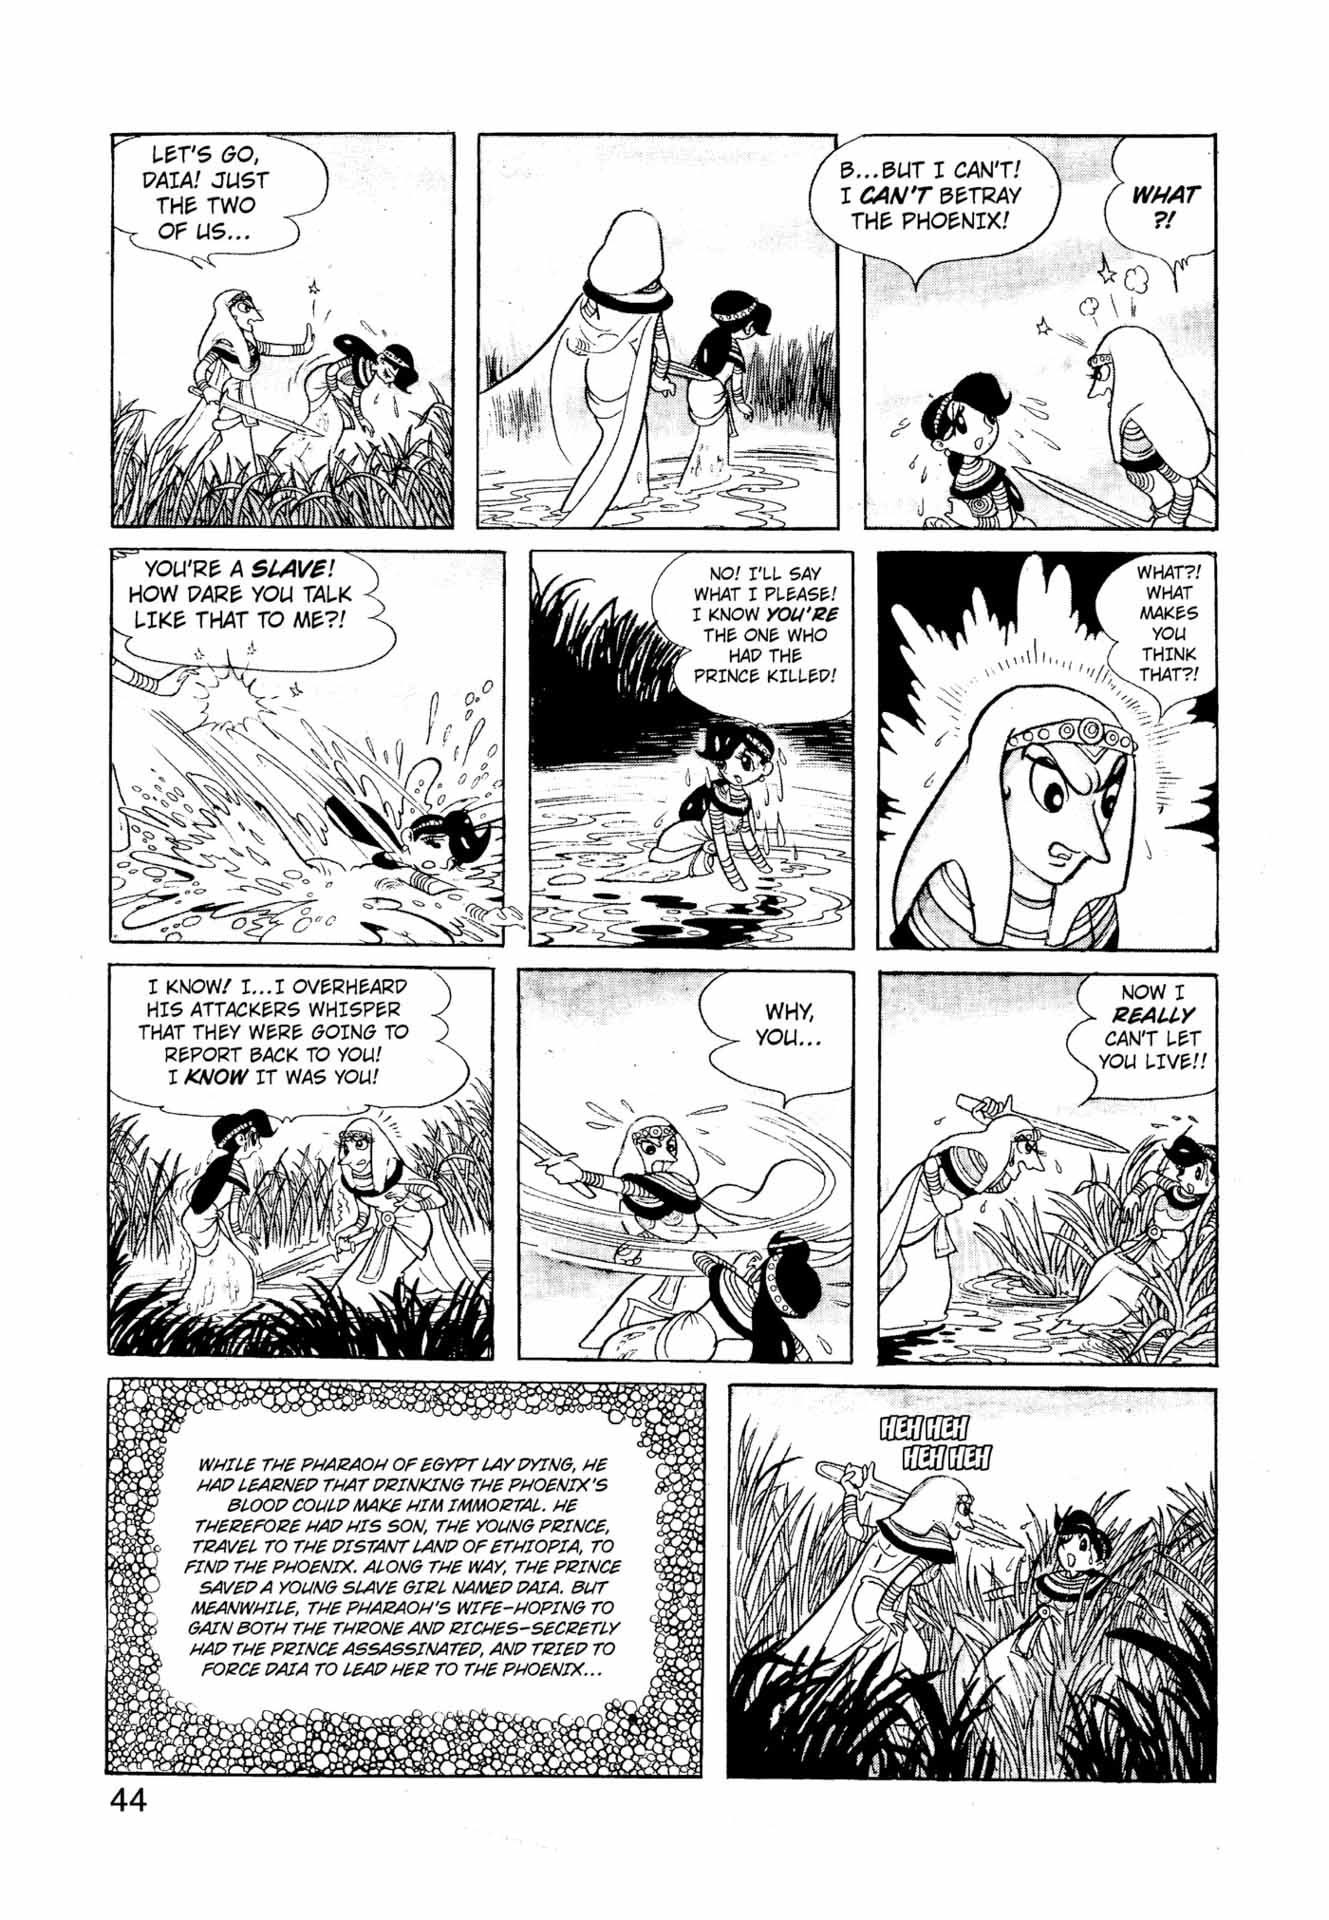 LET'S GO,
DAIA! JUST
THE TWO
OF US...
B...BUT I CAN'T!
I CAN'T BETRAY
THE PHOENIX!
WHAT
?!
YOU'RE A SLAVE!
HOW DARE YOU TALK
LIKE THAT TO ME?!
NO! I'LL SAY
WHAT I PLEASE!
I KNOW YOU'RE
THE ONE WHO
HAD THE
PRINCE KILLED!
WHAT?!
WHAT
MAKES
YOU
THINK
THAT?!
I KNOW! I...I OVERHEARD
HIS ATTACKERS WHISPER
THAT THEY WERE GOING TO
REPORT BACK TO YOU!
I KNOW IT WAS YOU!
WHY,
YOU...
NOW I
REALLY
CAN'T LET
YOU LIVE!!
WHILE THE PHARAOH OF EGYPT LAY DYING, HE
HAD LEARNED THAT DRINKING THE PHOENIX'S
BLOOD COULD MAKE HIM IMMORTAL. HE
THEREFORE HAD HIS SON, THE YOUNG PRINCE,
TRAVEL TO THE DISTANT LAND OF ETHIOPIA, TO
FIND THE PHOENIX. ALONG THE WAY, THE PRINCE
SAVED A YOUNG SLAVE GIRL NAMED DAIA. BUT
MEANWHILE, THE PHARAOH'S WIFE-HOPING TO
GAIN BOTH THE THRONE AND RICHES-SECRETLY
HAD THE PRINCE ASSASSINATED, AND TRIED TO
FORCE DAIA TO LEAD HER TO THE PHOENIX...
HEH HEH
HEH HEH
44